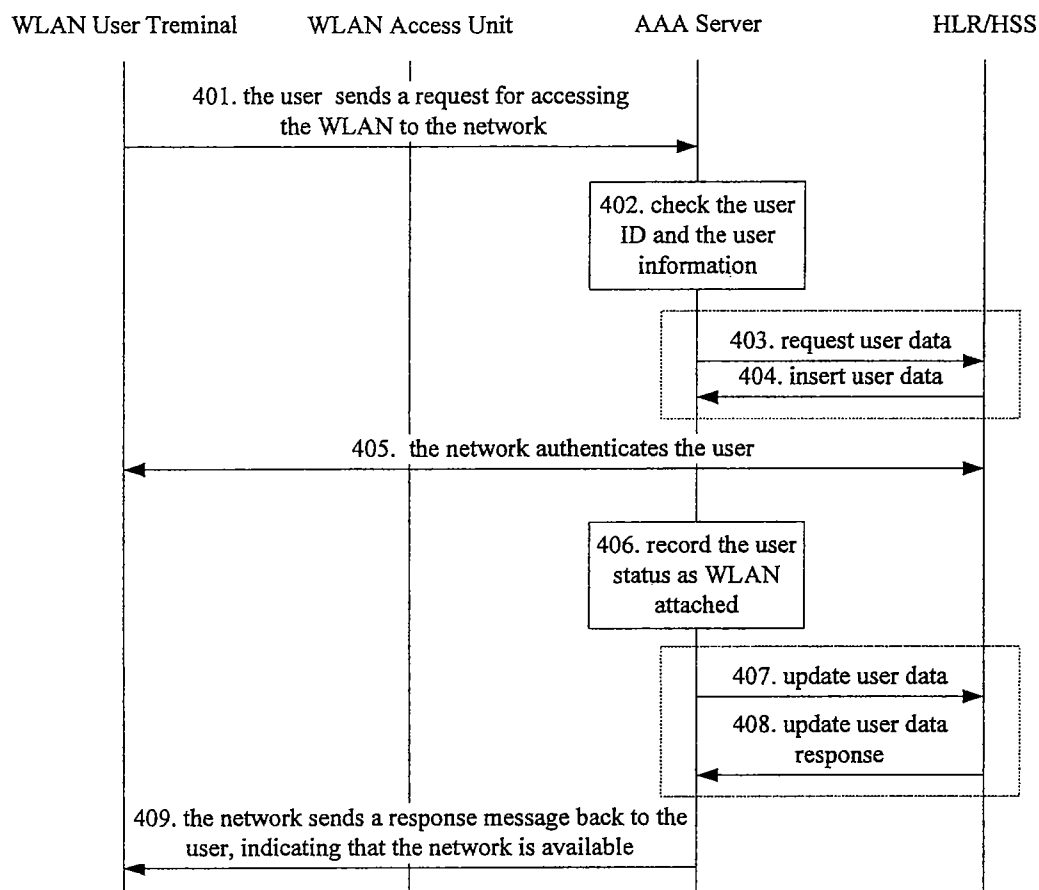 WLAN User Treminal
WLAN Access Unit
AAA Server
HLR/HSS
401. the user sends a request for accessing
the WLAN to the network
402. check the user
ID and the user
information
403. request user data
404. insert user data
405. the network authenticates the user
406. record the user
status as WLAN
attached
407. update user data
408. update user data
response
409. the network sends a response message back to the
user, indicating that the network is available